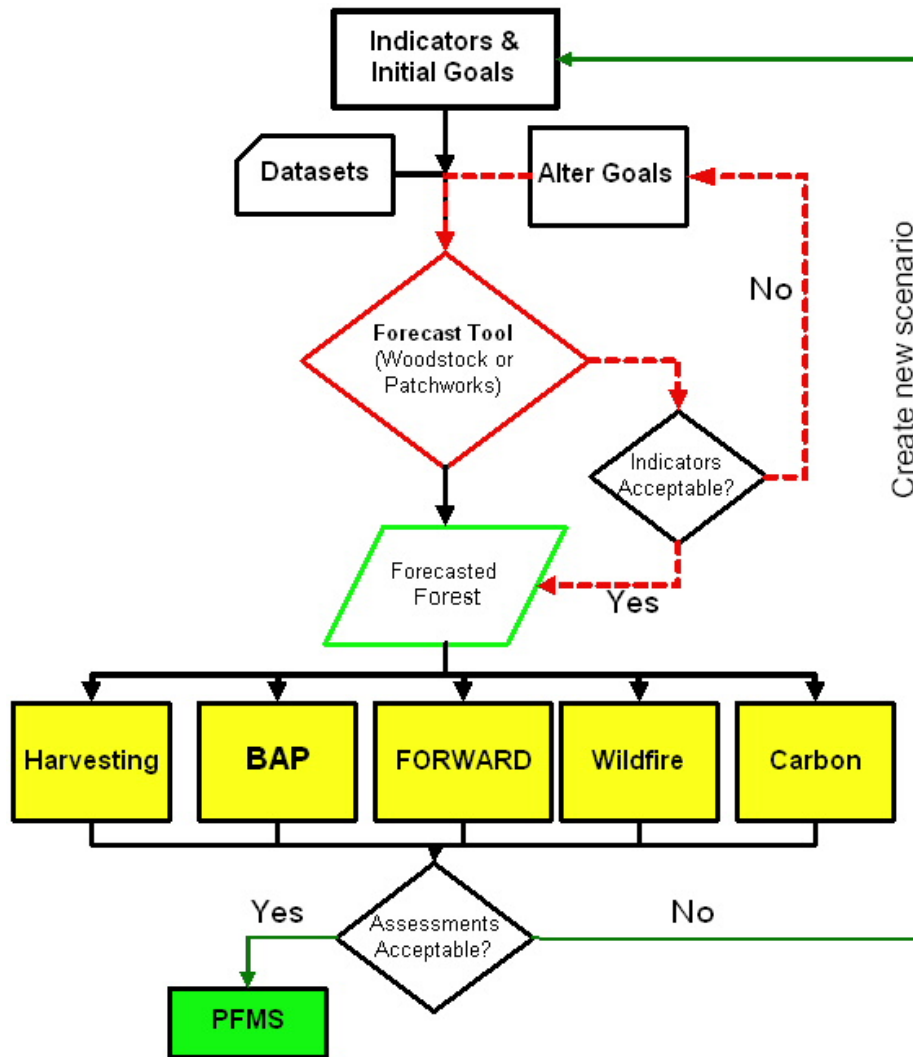 Indicators &
Initial Goals
Datasets
Alter Goals
No
Create new scenario
Forecast Tool
(Woodstock or
Patchworks)
Indicators
Acceptable?
Forecasted
Forest
Yes
Harvesting
BAP
FORWARD
Wildfire
Carbon
Yes
Assessments
Acceptable?
No
PFMS